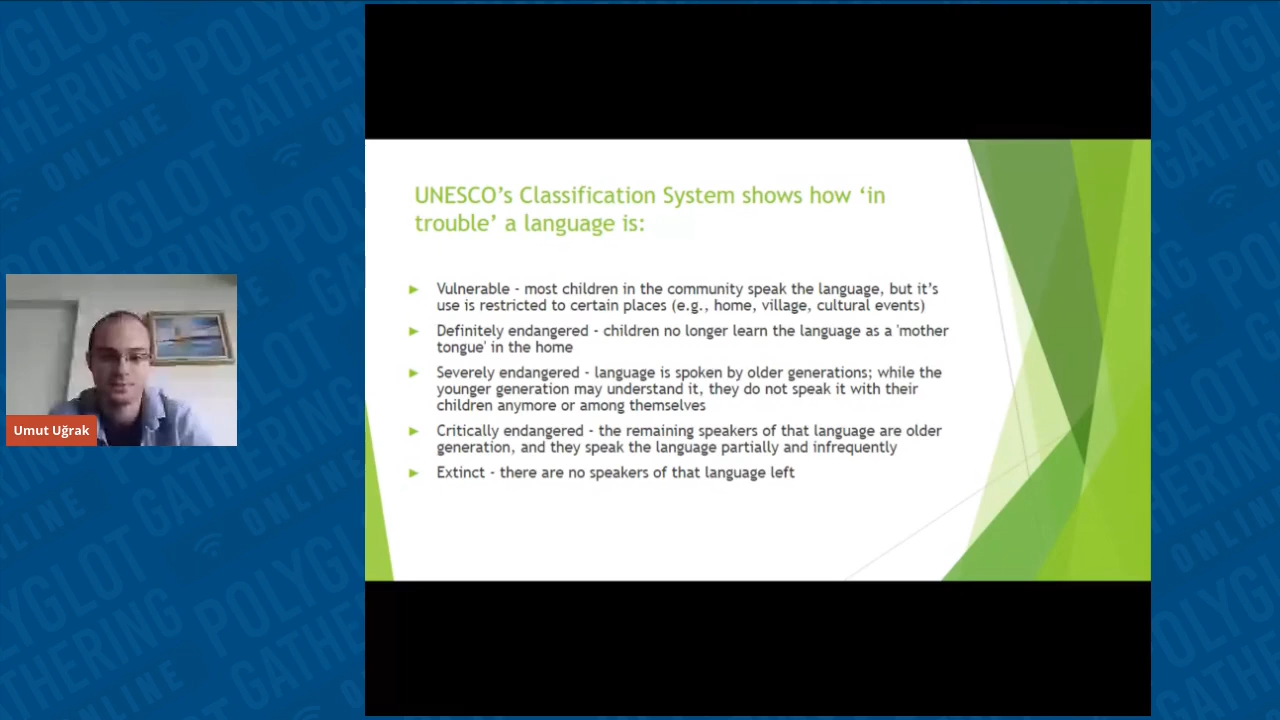 UNESCO’s Classification System shows how ‘in
trouble’ a language is:
► Vulnerable - most children in the community speak the language, but it’s
use is restricted to certain places (e.g., home, village, cultural events)
► Definitely endangered - children no longer learn the language as a 'mother
tongue' in the home
► Severely endangered - language is spoken by older generations; while the
younger generation may understand it, they do not speak it with their
children anymore or among themselves
► Critically endangered - the remaining speakers of that language are older
generation, and they speak the language partially and infrequently
► Extinct - there are no speakers of that language left
Umut Uğrak
POLYGLOT
GATHERING
ONLINE